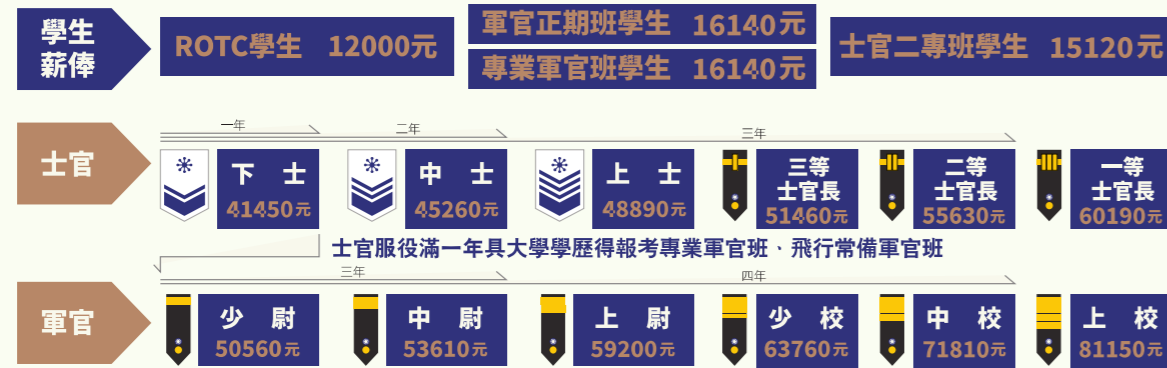 學生
薪俸
ROTC學生 12000元
軍官正期班學生 16140元
專業軍官班學生 16140元
士官二專班學生 15120元
士官
一年
二年
三年
下士
41450元
中士
45260元
上士
48890元
三等
士官長
51460元
二等
士官長
55630元
一等
士官長
60190元
士官服役滿一年具大學學歷得報考專業軍官班、飛行常備軍官班
三年
四年
軍官
少尉
50560元
中尉
53610元
上尉
59200元
少校
63760元
中校
71810元
上校
81150元